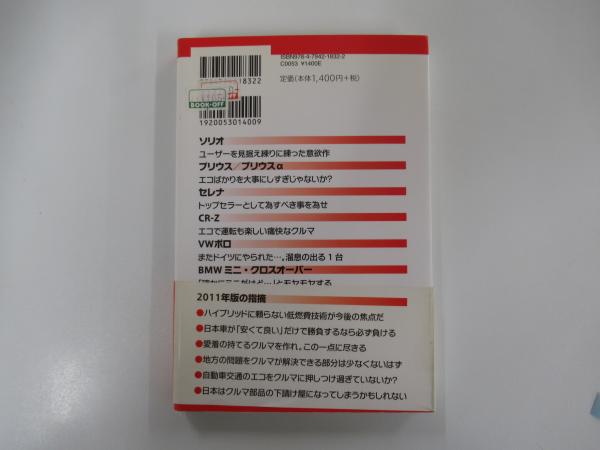 ISBN978-4-7942-1832-2
C0053 ¥1400E
定価(本体1,400円+税)
18322
BOOK-OFF
1920053014009
ソリオ
ユーザーを見据え練りに練った意欲作
プリウス/プリウスα
エコばかりを大事にしすぎじゃないか?
セレナ
トップセラーとして為すべき事を為せ
CR-Z
エコで運転も楽しい痛快なクルマ
VWポロ
またドイツにやられた…。溜息の出る1台
BMW ミニ・クロスオーバー
2011年版の指摘
●ハイブリッドに頼らない低燃費技術が今後の焦点だ
●日本車が「安くて良い」だけで勝負するなら必ず負ける
●愛着の持てるクルマを作れ。この一点に尽きる
●地方の問題をクルマが解決できる部分は少なくないはず
●自動車交通のエコをクルマに押しつけ過ぎていないか?
●日本はクルマ部品の下請け屋になってしまうかもしれない